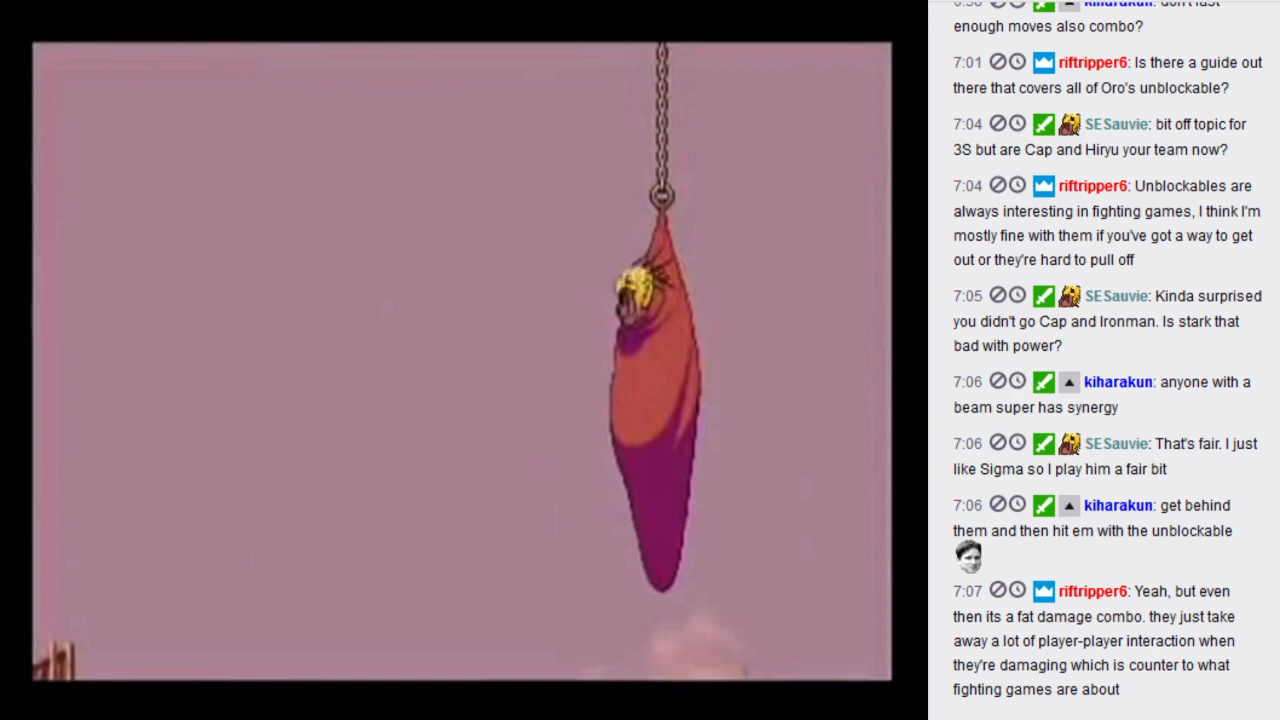 enough moves also combo?
7:01 riftripper6: Is there a guide out
there that covers all of Oro's unblockable?
7:04 SESauvie: bit off topic for
3S but are Cap and Hiryu your team now?
7:04 riftripper6: Unblockables are
always interesting in fighting games, I think I'm
mostly fine with them if you've got a way to get
out or they're hard to pull off
7:05 SESauvie: Kinda surprised
you didn't go Cap and Ironman. Is stark that
bad with power?
7:06 kiharakun: anyone with a
beam super has synergy
7:06 SESauvie: That's fair. I just
like Sigma so I play him a fair bit
7:06 kiharakun: get behind
them and then hit em with the unblockable
7:07 riftripper6: Yeah, but even
then its a fat damage combo. they just take
away a lot of player-player interaction when
they're damaging which is counter to what
fighting games are about